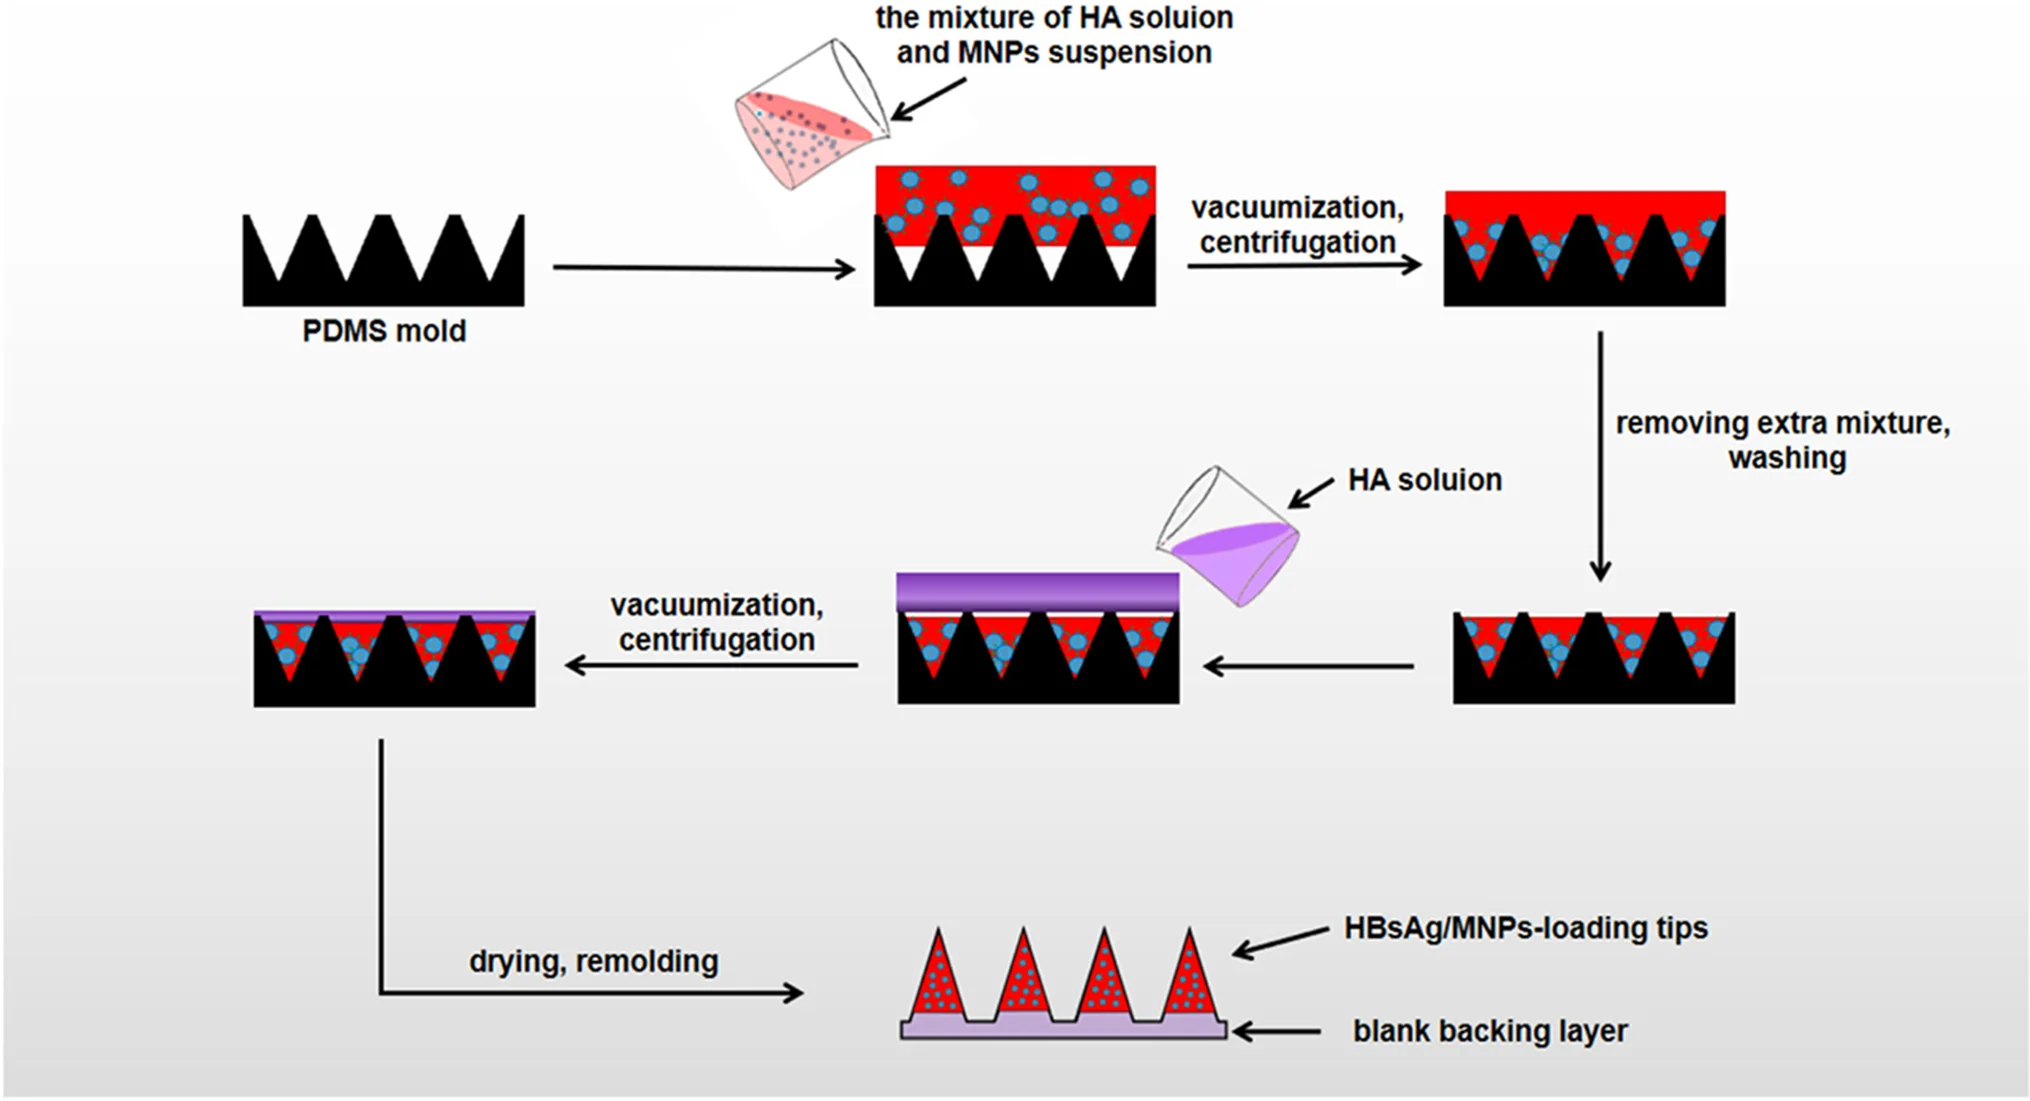 the mixture of HA soluion
and MNPs suspension
vacuumization,
centrifugation
PDMS mold
removing extra mixture,
washing
HA soluion
vacuumization,
centrifugation
drying, remolding
HBsAg/MNPs-loading tips
blank backing layer